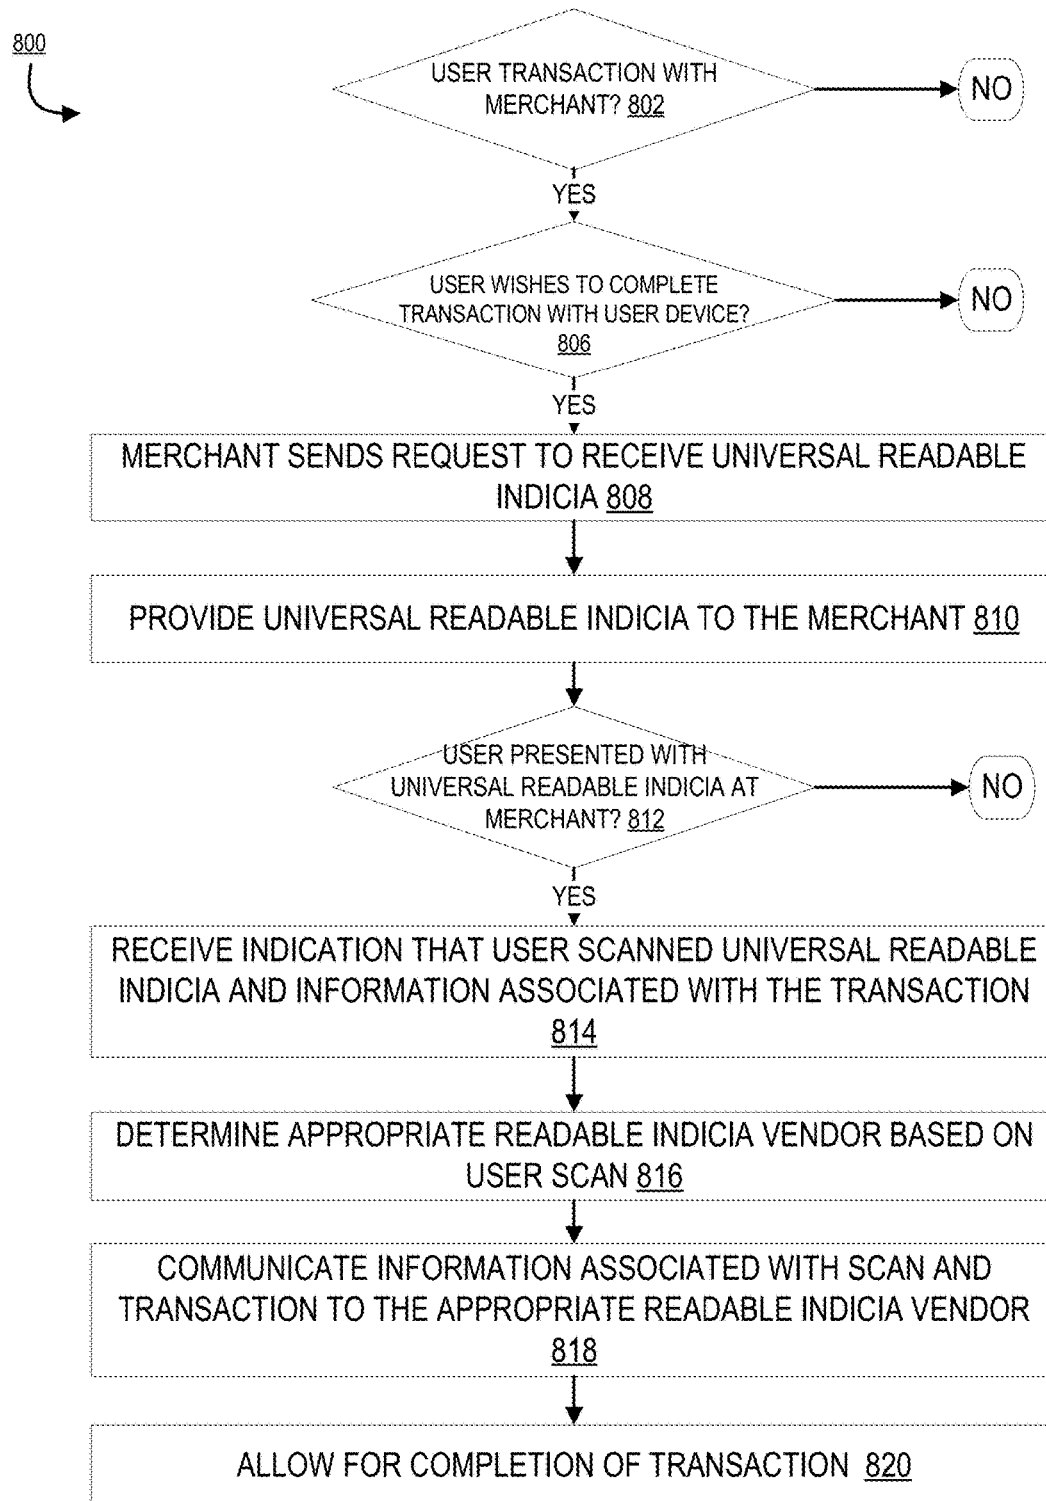 800
USER TRANSACTION WITH
MERCHANT? 802
NO
YES
USER WISHES TO COMPLETE
TRANSACTION WITH USER DEVICE?
806
NO
YES
MERCHANT SENDS REQUEST TO RECEIVE UNIVERSAL READABLE
INDICIA 808
PROVIDE UNIVERSAL READABLE INDICIA TO THE MERCHANT 810
USER PRESENTED WITH
UNIVERSAL READABLE INDICIA AT
MERCHANT? 812
NO
YES
RECEIVE INDICATION THAT USER SCANNED UNIVERSAL READABLE
INDICIA AND INFORMATION ASSOCIATED WITH THE TRANSACTION
814
DETERMINE APPROPRIATE READABLE INDICIA VENDOR BASED ON
USER SCAN 816
COMMUNICATE INFORMATION ASSOCIATED WITH SCAN AND
TRANSACTION TO THE APPROPRIATE READABLE INDICIA VENDOR
818
ALLOW FOR COMPLETION OF TRANSACTION 820